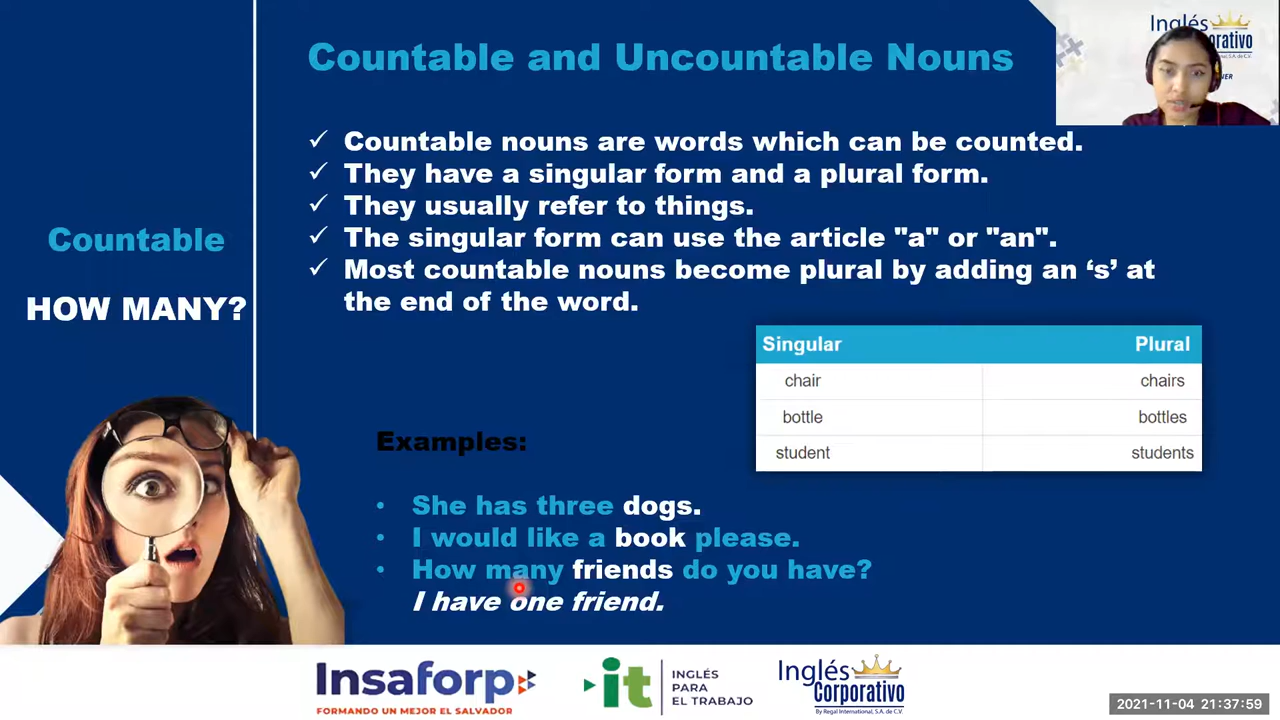 Countable and Uncountable Nouns
Inglés
orativo
NER
✓ Countable nouns are words which can be counted.
✓ They have a singular form and a plural form.
✓ They usually refer to things.
✓ The singular form can use the article "a" or "an".
✓ Most countable nouns become plural by adding an ‘s’ at
the end of the word.
Countable
HOW MANY?
Singular Plural
chair chairs
bottle bottles
student students
Examples:
• She has three dogs.
• I would like a book please.
• How many friends do you have?
I have one friend.
Insaforp
FORMANDO UN MEJOR EL SALVADOR
it
INGLÉS
PARA
EL TRABAJO
Inglés
Corporativo
By Regal International, S.A. de C.V.
2021-11-04 21:37:59